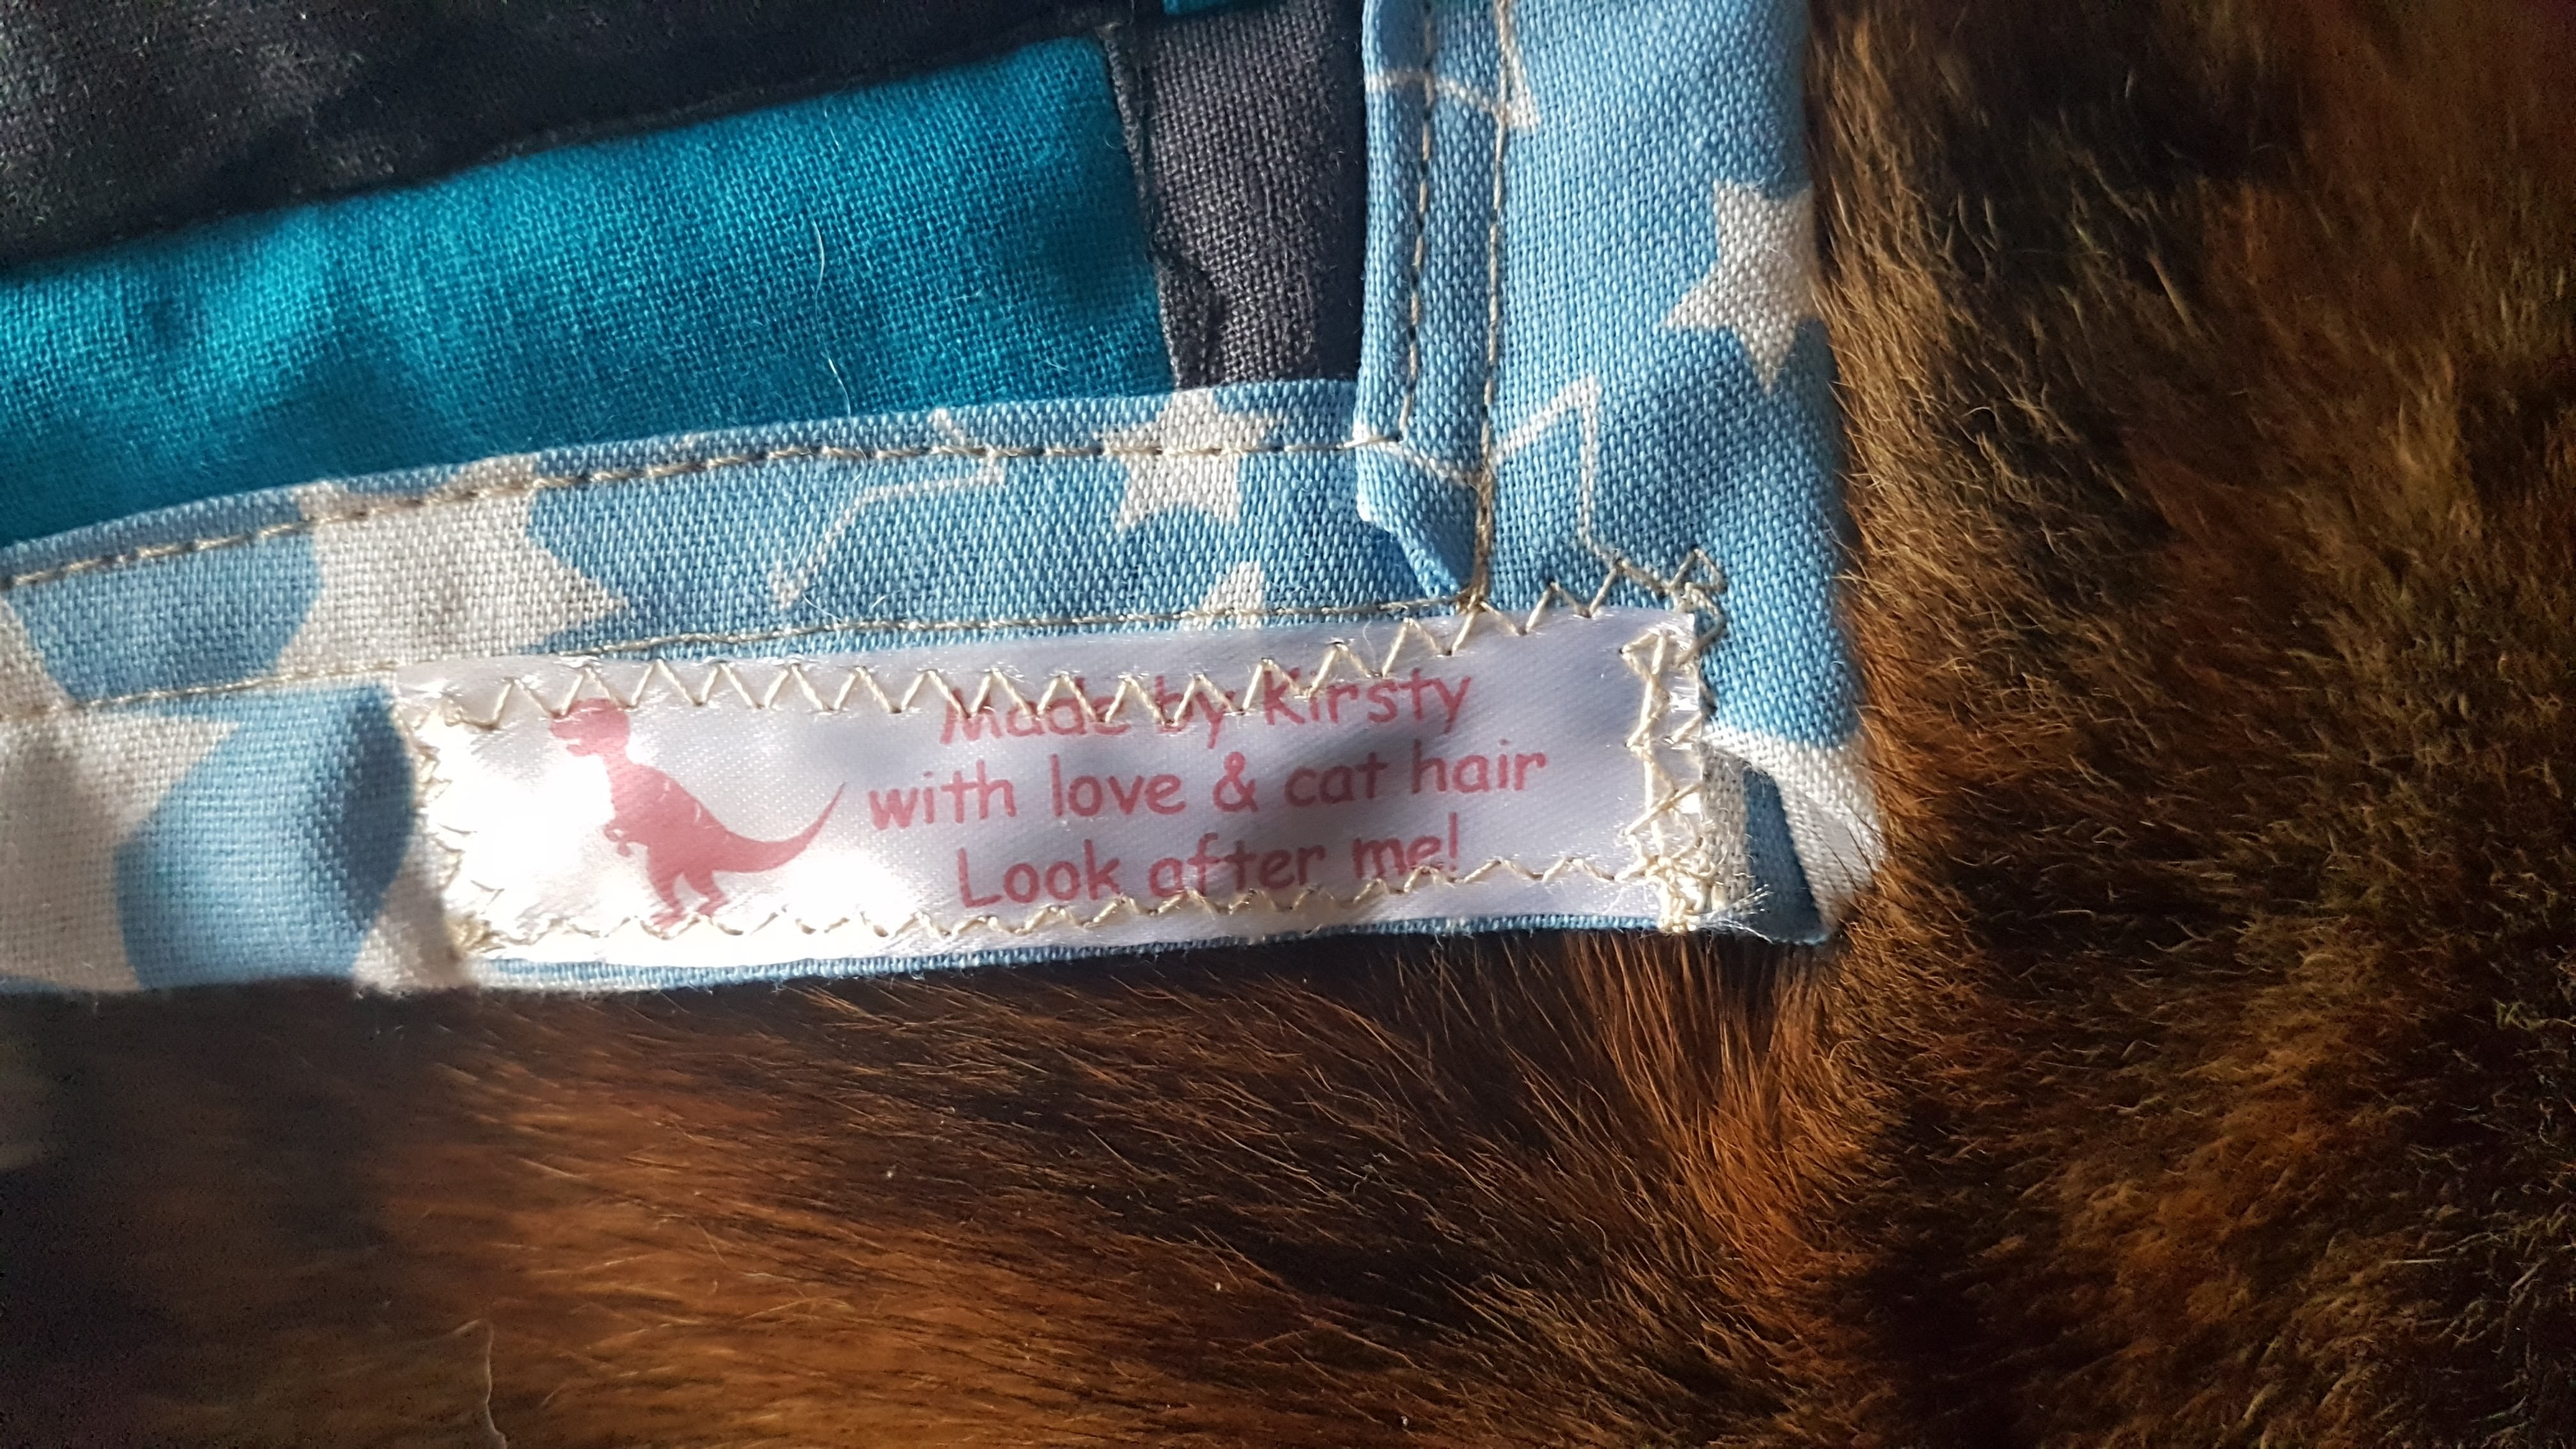 Made by Kirsty
with love & cat hair
Look after me!